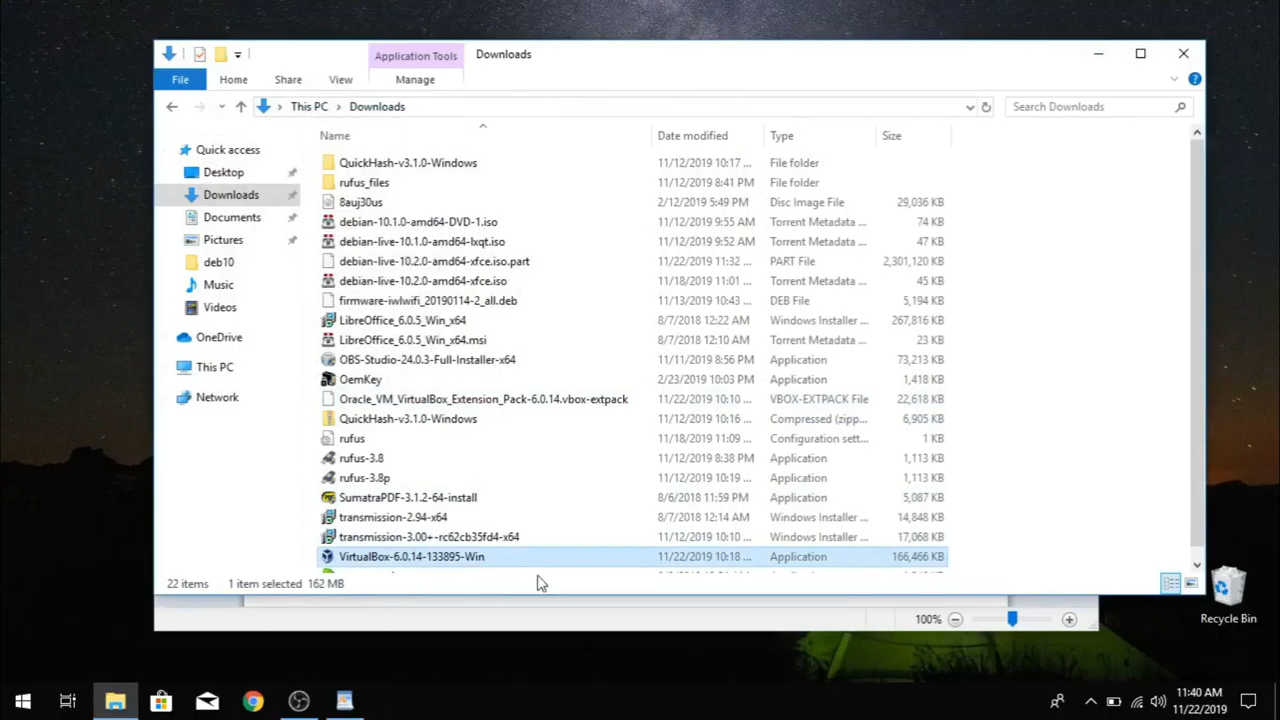 Application Tools
Downloads
File
Home
Share
View
Manage
This PC
Downloads
Search Downloads
Name
Date modified
Type
Size
Quick access
Desktop
Downloads
Documents
Pictures
deb10
Music
Videos
OneDrive
This PC
Network
QuickHash-v3.1.0-Windows 11/12/2019 10:17 ... File folder
rufus_files 11/12/2019 8:41 PM File folder
8auj30us 2/12/2019 5:49 PM Disc Image File 29,036 KB
debian-10.1.0-amd64-DVD-1.iso 11/12/2019 9:55 AM Torrent Metadata ... 74 KB
debian-live-10.1.0-amd64-lxqt.iso 11/12/2019 9:52 AM Torrent Metadata ... 47 KB
debian-live-10.2.0-amd64-xfce.iso.part 11/22/2019 11:32 ... PART File 2,301,120 KB
debian-live-10.2.0-amd64-xfce.iso 11/18/2019 11:01 ... Torrent Metadata ... 45 KB
firmware-iwlwifi_20190114-2_all.deb 11/13/2019 10:43 ... DEB File 5,194 KB
LibreOffice_6.0.5_Win_x64 8/7/2018 12:22 AM Windows Installer ... 267,816 KB
LibreOffice_6.0.5_Win_x64.msi 8/7/2018 12:10 AM Torrent Metadata ... 23 KB
OBS-Studio-24.0.3-Full-Installer-x64 11/11/2019 8:56 PM Application 73,213 KB
OemKey 2/23/2019 10:03 PM Application 1,418 KB
Oracle_VM_VirtualBox_Extension_Pack-6.0.14.vbox-extpack 11/22/2019 10:10 ... VBOX-EXTPACK File 22,618 KB
QuickHash-v3.1.0-Windows 11/12/2019 10:16 ... Compressed (zipp... 6,905 KB
rufus 11/18/2019 11:09 ... Configuration sett... 1 KB
rufus-3.8 11/12/2019 8:38 PM Application 1,113 KB
rufus-3.8p 11/12/2019 10:19 ... Application 1,113 KB
SumatraPDF-3.1.2-64-install 8/6/2018 11:59 PM Application 5,087 KB
transmission-2.94-x64 8/7/2018 12:14 AM Windows Installer ... 14,848 KB
transmission-3.00+-rc62cb35fd4-x64 11/12/2019 10:10 ... Windows Installer ... 17,068 KB
VirtualBox-6.0.14-133895-Win 11/22/2019 10:18 ... Application 166,466 KB
22 items 1 item selected 162 MB
100%
Recycle Bin
11:40 AM
11/22/2019